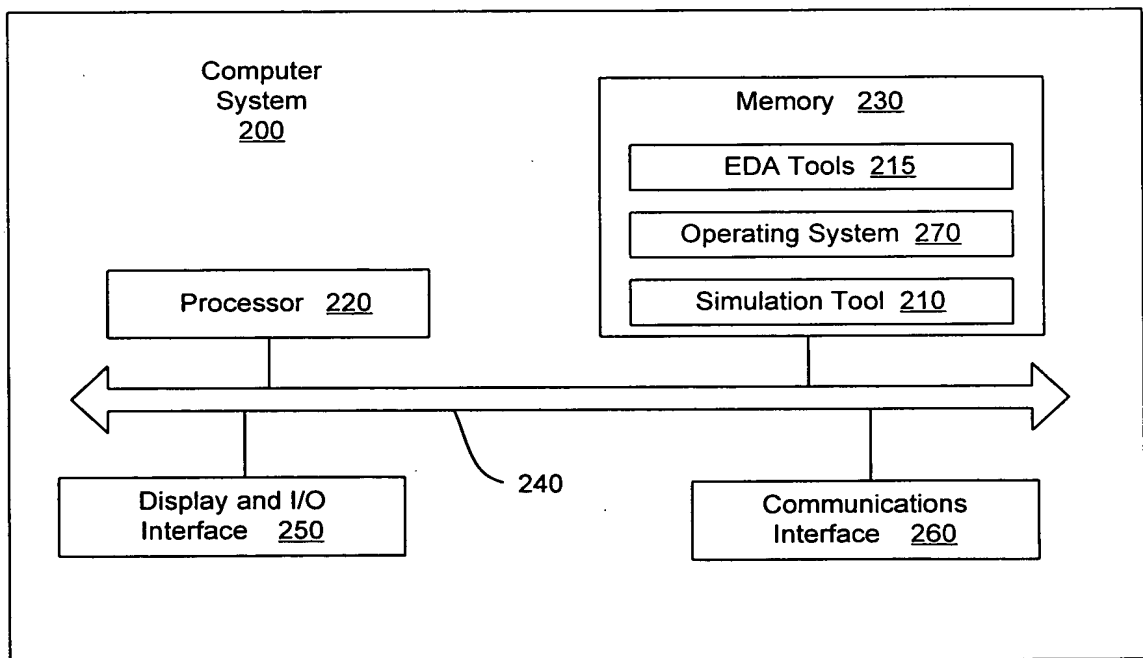 Computer
System
200
Memory 230
EDA Tools 215
Operating System 270
Simulation Tool 210
Processor 220
240
Display and I/O
Interface 250
Communications
Interface 260